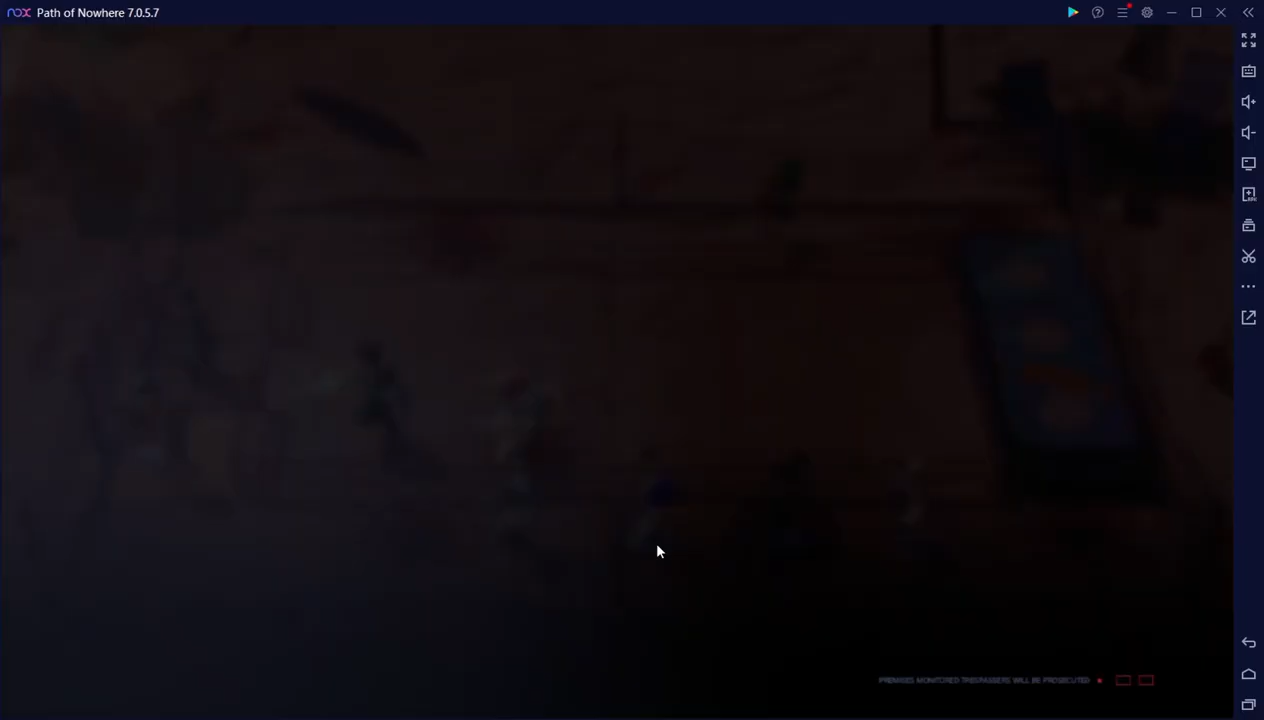 nox Path of Nowhere 7.0.5.7
PREMISES MONITORED TRESPASSERS WILL BE PROSECUTED